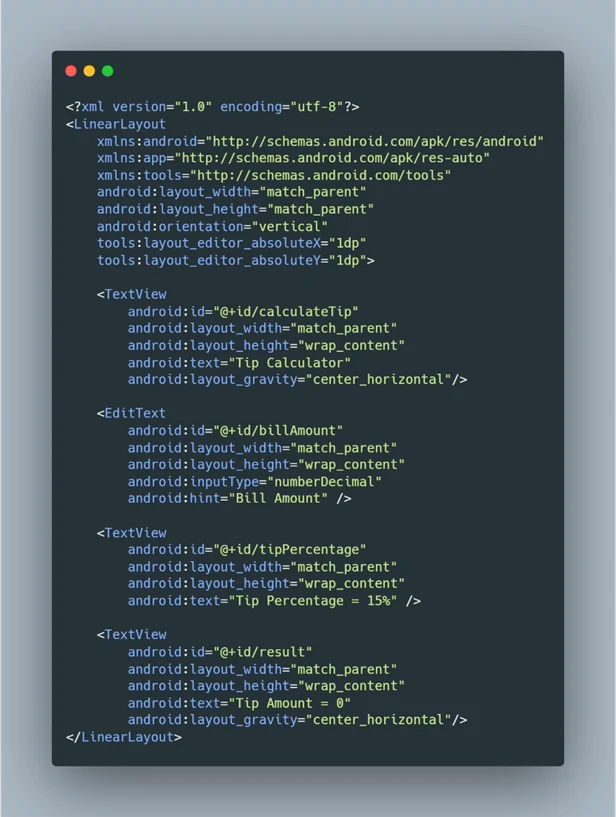 <?xml version="1.0" encoding="utf-8"?>
<LinearLayout
    xmlns:android="http://schemas.android.com/apk/res/android"
    xmlns:app="http://schemas.android.com/apk/res-auto"
    xmlns:tools="http://schemas.android.com/tools"
    android:layout_width="match_parent"
    android:layout_height="match_parent"
    android:orientation="vertical"
    tools:layout_editor_absoluteX="1dp"
    tools:layout_editor_absoluteY="1dp">

    <TextView
        android:id="@+id/calculateTip"
        android:layout_width="match_parent"
        android:layout_height="wrap_content"
        android:text="Tip Calculator"
        android:layout_gravity="center_horizontal"/>

    <EditText
        android:id="@+id/billAmount"
        android:layout_width="match_parent"
        android:layout_height="wrap_content"
        android:inputType="numberDecimal"
        android:hint="Bill Amount" />

    <TextView
        android:id="@+id/tipPercentage"
        android:layout_width="match_parent"
        android:layout_height="wrap_content"
        android:text="Tip Percentage = 15%" />

    <TextView
        android:id="@+id/result"
        android:layout_width="match_parent"
        android:layout_height="wrap_content"
        android:text="Tip Amount = 0"
        android:layout_gravity="center_horizontal"/>
</LinearLayout>